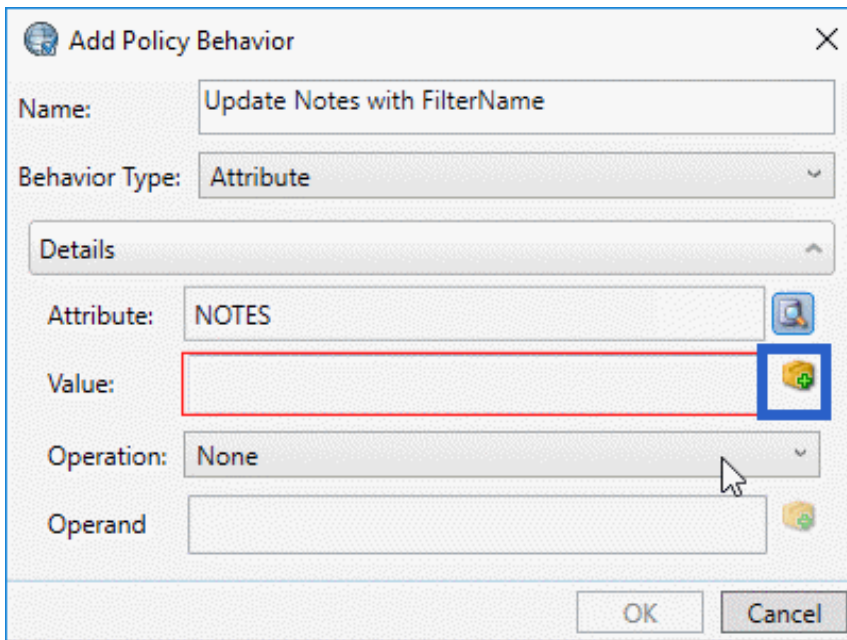 Add Policy Behavior
Name: Update Notes with FilterName
Behavior Type: Attribute
Details
Attribute: NOTES
Value:
Operation: None
Operand
OK Cancel